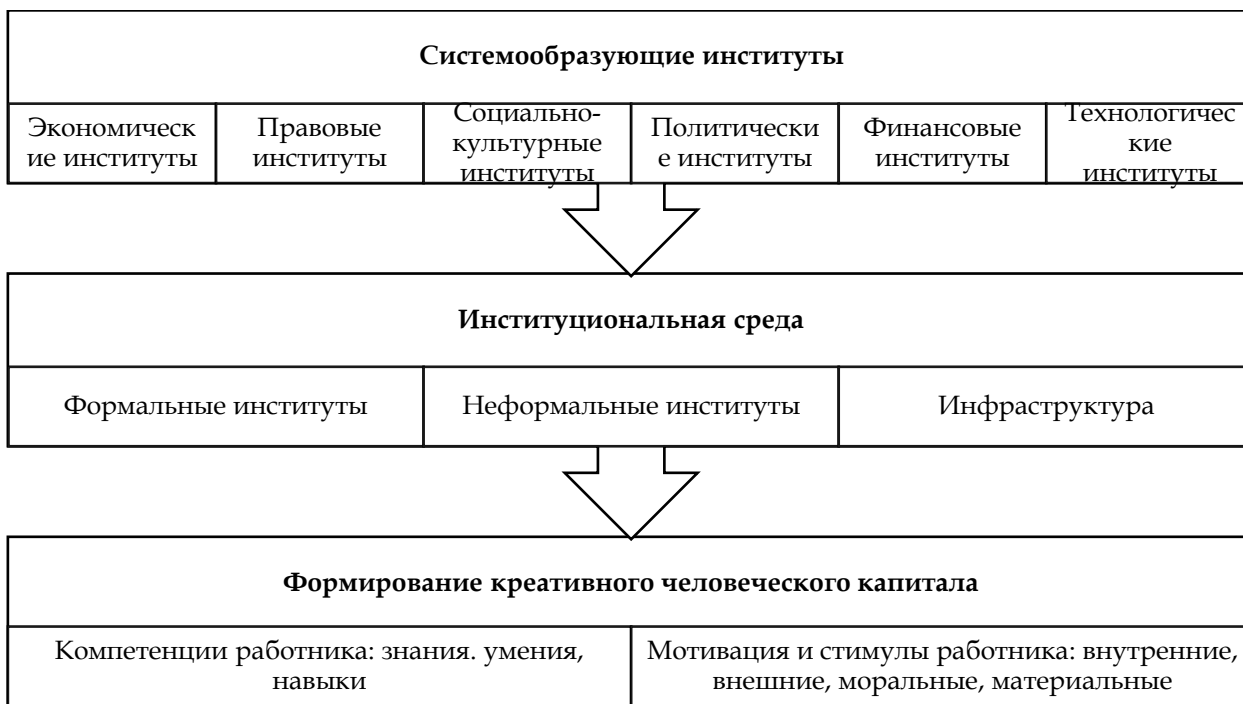 Системообразующие институты
Экономическ
ие институты
Правовые
институты
Социально-
культурные
институты
Политически
е институты
Финансовые
институты
Технологичес
кие
институты
Институциональная среда
Формальные институты
Неформальные институты
Инфраструктура
Формирование креативного человеческого капитала
Компетенции работника: знания. умения,
навыки
Мотивация и стимулы работника: внутренние,
внешние, моральные, материальные